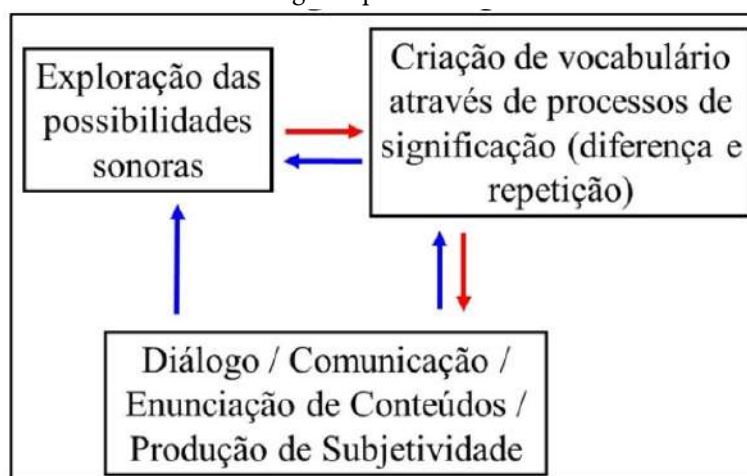 Exploração das
possibilidades
sonoras
Criação de vocabulário
através de processos de
significação (diferença e
repetição)
Diálogo / Comunicação /
Enunciação de Conteúdos /
Produção de Subjetividade